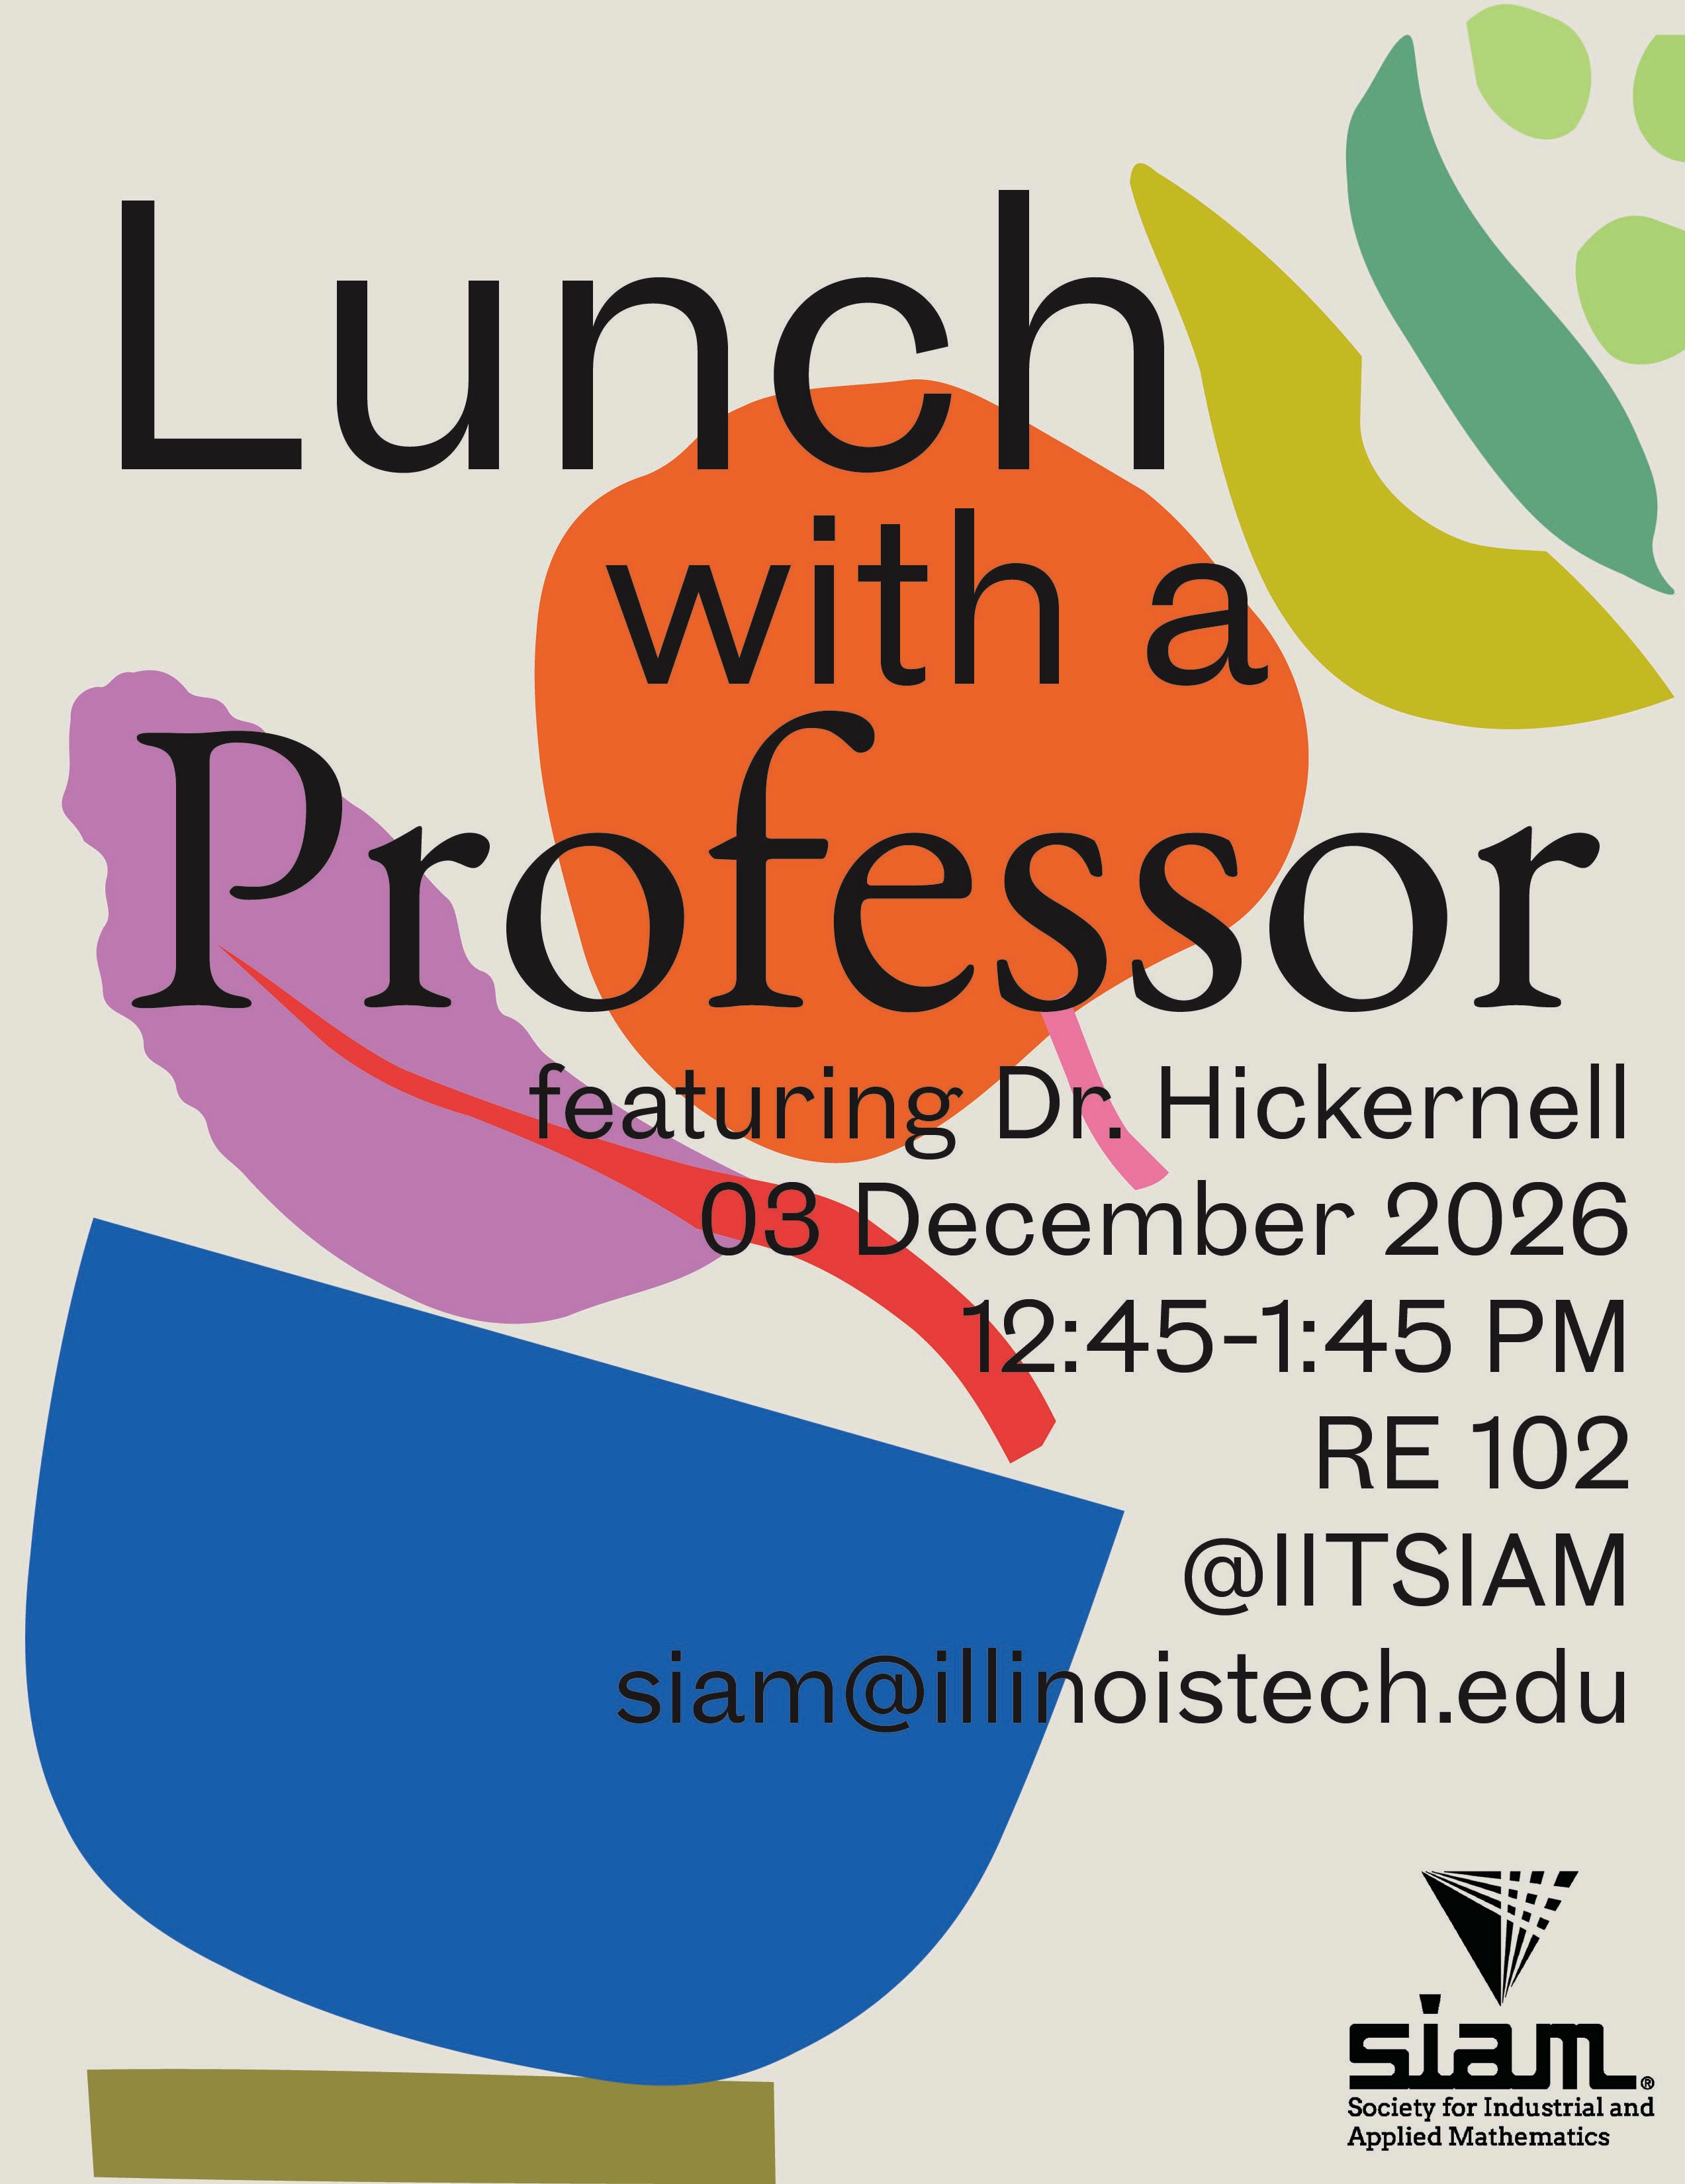 Lunch
with a
Professor
featuring Dr. Hickernell
03 December 2026
12:45-1:45 PM
RE 102
@IITSIAM
siam@illinoistech.edu
siam®
Society for Industrial and
Applied Mathematics